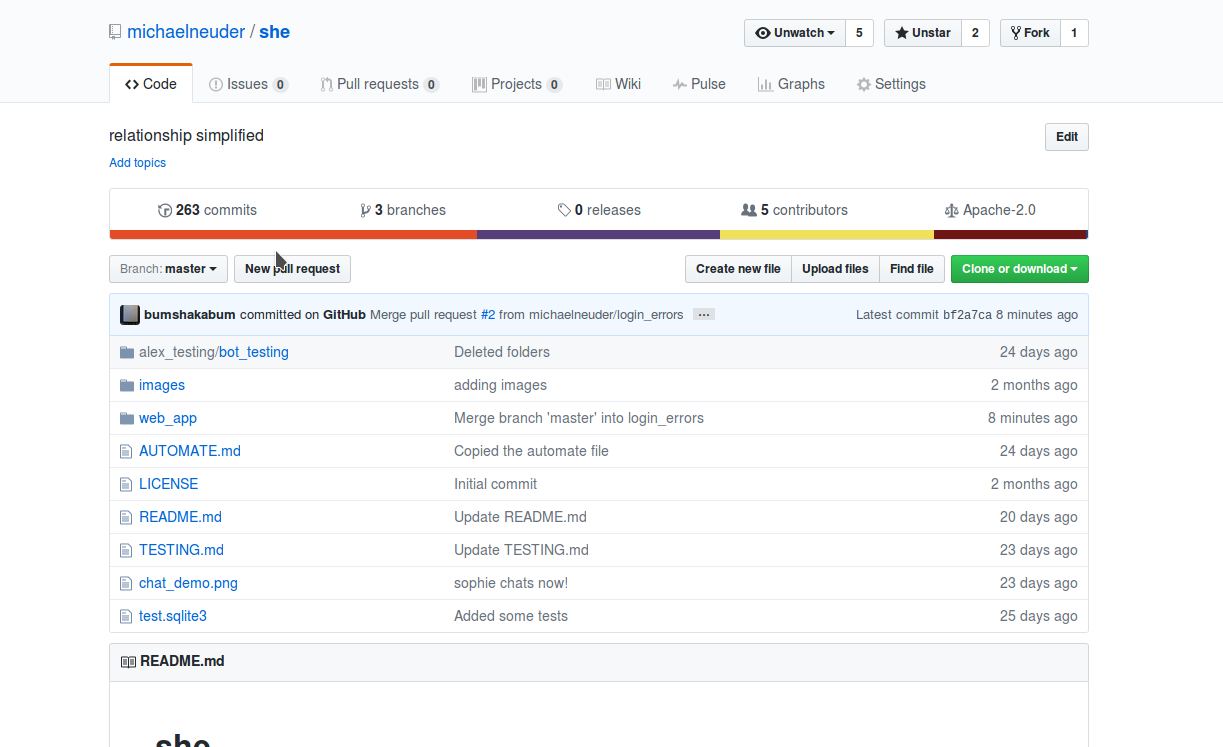 michaelneuder / she
Unwatch 5 Unstar 2 Fork 1
Code Issues 0 Pull requests 0 Projects 0 Wiki Pulse Graphs Settings
relationship simplified Edit
Add topics
263 commits 3 branches 0 releases 5 contributors Apache-2.0
Branch: master New pull request Create new file Upload files Find file Clone or download
bumshakabum committed on GitHub Merge pull request #2 from michaelneuder/login_errors ... Latest commit bf2a7ca 8 minutes ago
alex_testing/bot_testing Deleted folders 24 days ago
images adding images 2 months ago
web_app Merge branch 'master' into login_errors 8 minutes ago
AUTOMATE.md Copied the automate file 24 days ago
LICENSE Initial commit 2 months ago
README.md Update README.md 20 days ago
TESTING.md Update TESTING.md 23 days ago
chat_demo.png sophie chats now! 23 days ago
test.sqlite3 Added some tests 25 days ago
README.md
she